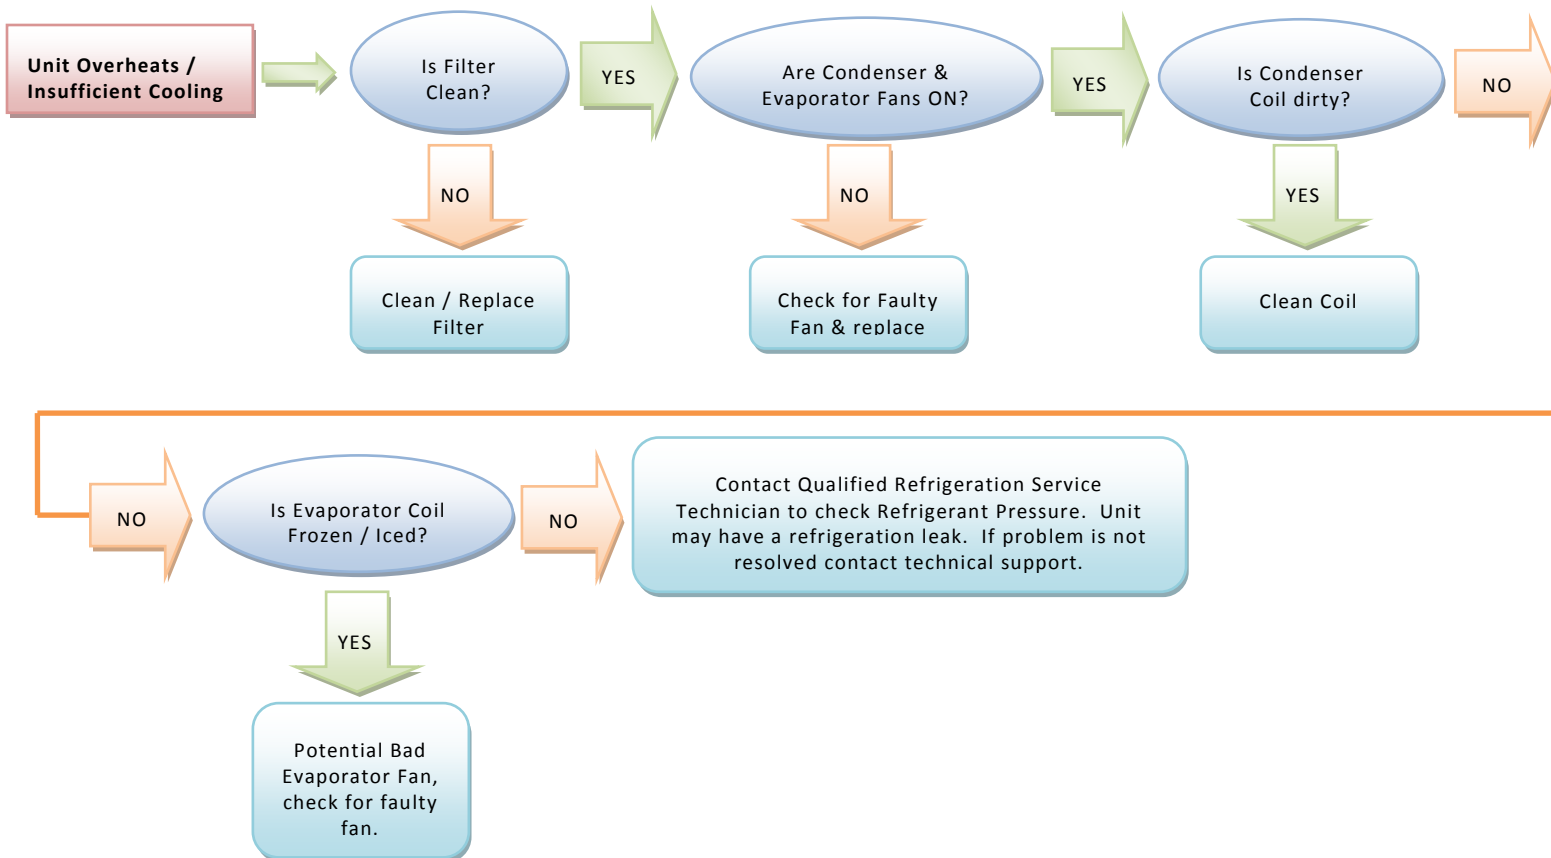 Unit Overheats /
Insufficient Cooling
Is Filter
Clean?
YES
Are Condenser &
Evaporator Fans ON?
YES
Is Condenser
Coil dirty?
NO
NO
NO
YES
Clean / Replace
Filter
Check for Faulty
Fan & replace
Clean Coil
NO
Is Evaporator Coil
Frozen / Iced?
NO
Contact Qualified Refrigeration Service
Technician to check Refrigerant Pressure.  Unit
may have a refrigeration leak.  If problem is not
resolved contact technical support.
YES
Potential Bad
Evaporator Fan,
check for faulty
fan.